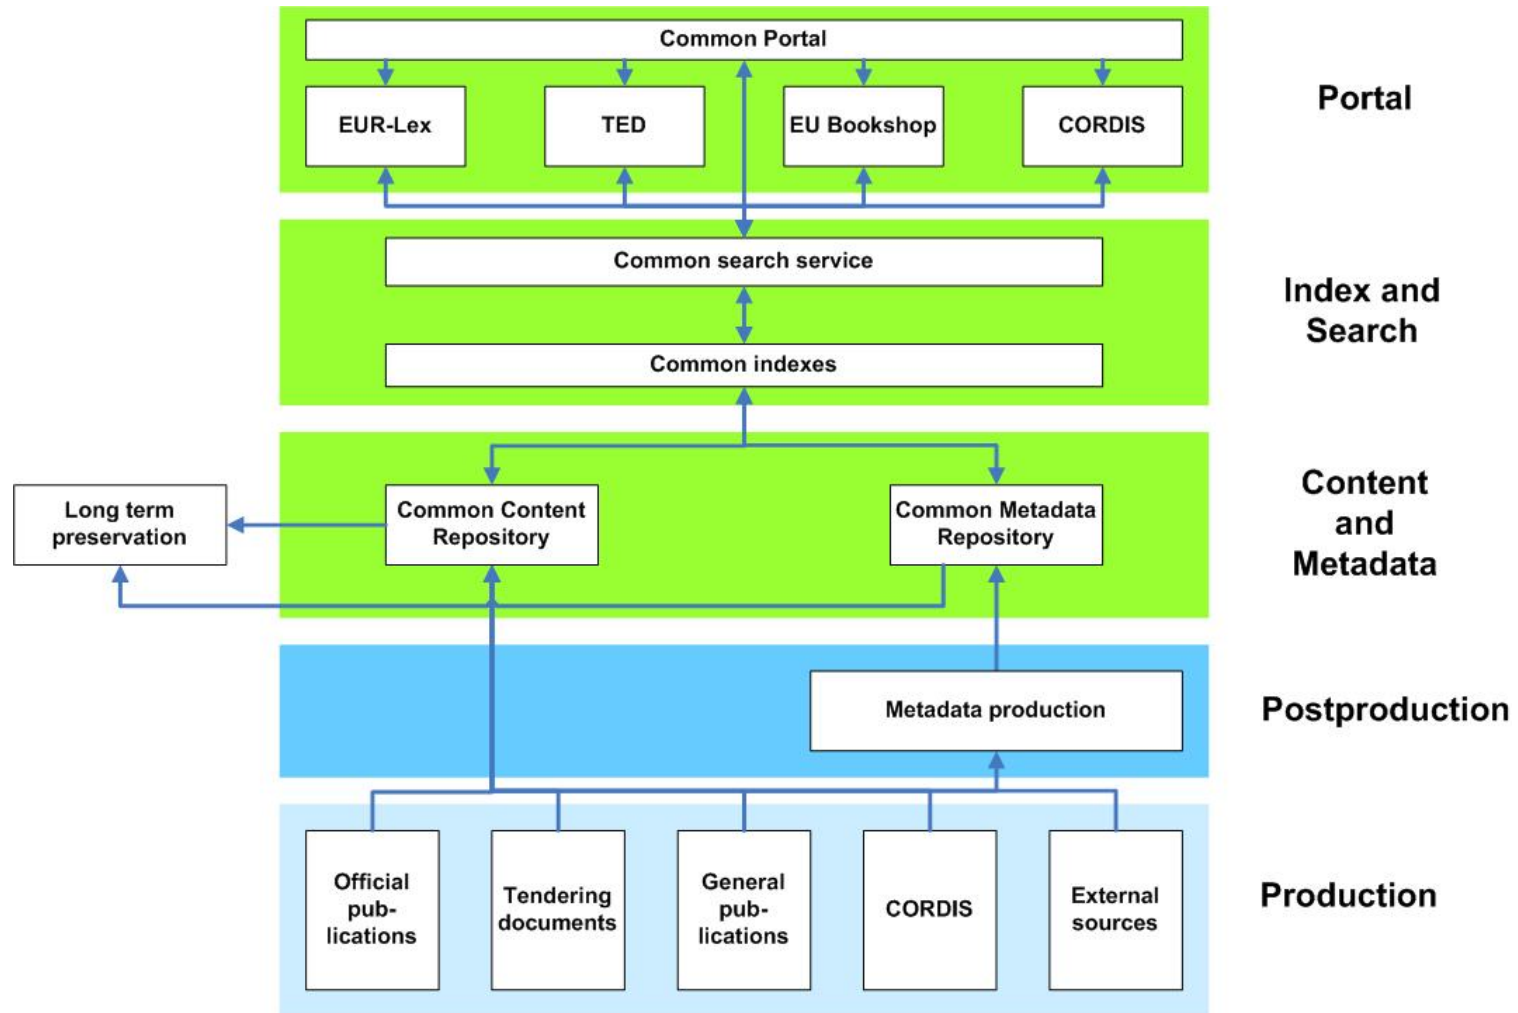 Common Portal
EUR-Lex
TED
EU Bookshop
CORDIS
Portal
Common search service
Common indexes
Index and
Search
Long term
preservation
Common Content
Repository
Common Metadata
Repository
Content
and
Metadata
Metadata production
Postproduction
Official
pub-
lications
Tendering
documents
General
pub-
lications
CORDIS
External
sources
Production